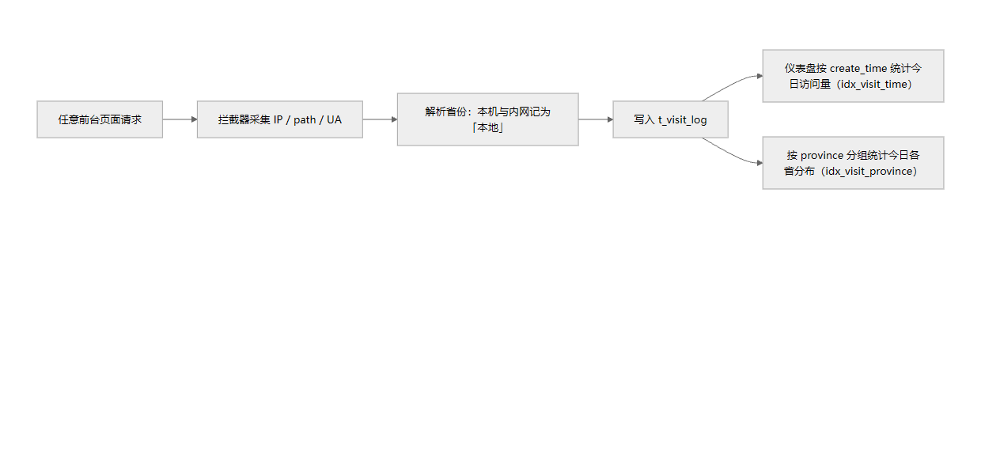 任意前台页面请求
拦截器采集 IP / path / UA
解析省份：本机与内网记为
「本地」
写入 t_visit_log
仪表盘按 create_time 统计今
日访问量（idx_visit_time）
按 province 分组统计今日各
省分布（idx_visit_province）